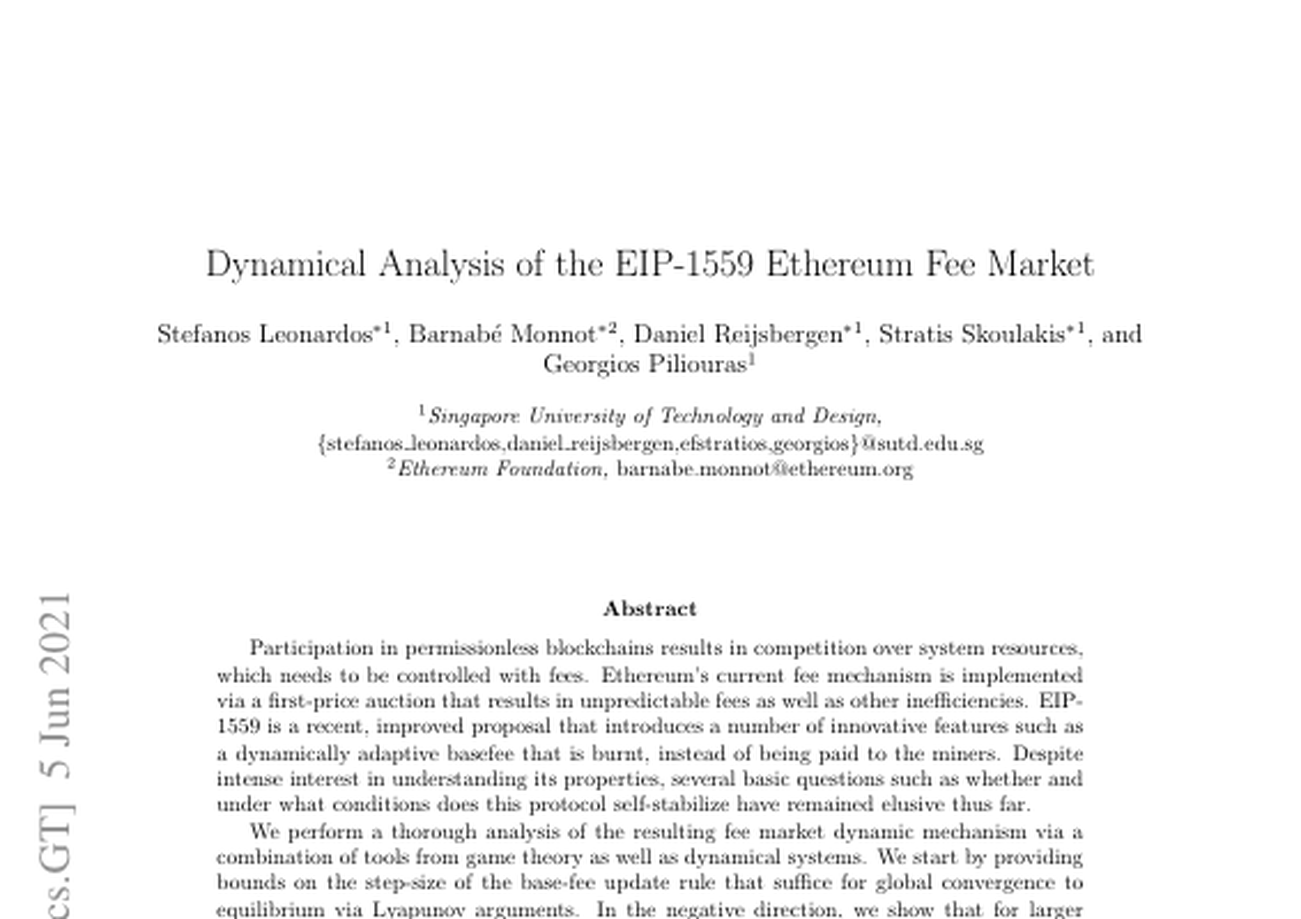 Dynamical Analysis of the EIP-1559 Ethereum Fee Market
Stefanos Leonardos*1, Barnabé Monnot*2, Daniel Reijsbergen*1, Stratis Skoulakis*1, and
Georgios Piliouras1
1Singapore University of Technology and Design,
{stefanos_leonardos,daniel_reijsbergen,efstratios,georgios}@sutd.edu.sg
2Ethereum Foundation, barnabe.monnot@ethereum.org
Abstract
Participation in permissionless blockchains results in competition over system resources,
which needs to be controlled with fees. Ethereum's current fee mechanism is implemented
via a first-price auction that results in unpredictable fees as well as other inefficiencies. EIP-
1559 is a recent, improved proposal that introduces a number of innovative features such as
a dynamically adaptive basefee that is burnt, instead of being paid to the miners. Despite
intense interest in understanding its properties, several basic questions such as whether and
under what conditions does this protocol self-stabilize have remained elusive thus far.
We perform a thorough analysis of the resulting fee market dynamic mechanism via a
combination of tools from game theory as well as dynamical systems. We start by providing
bounds on the step-size of the base-fee update rule that suffice for global convergence to
equilibrium via Lyapunov arguments. In the negative direction, we show that for larger
cs.GT] 5 Jun 2021